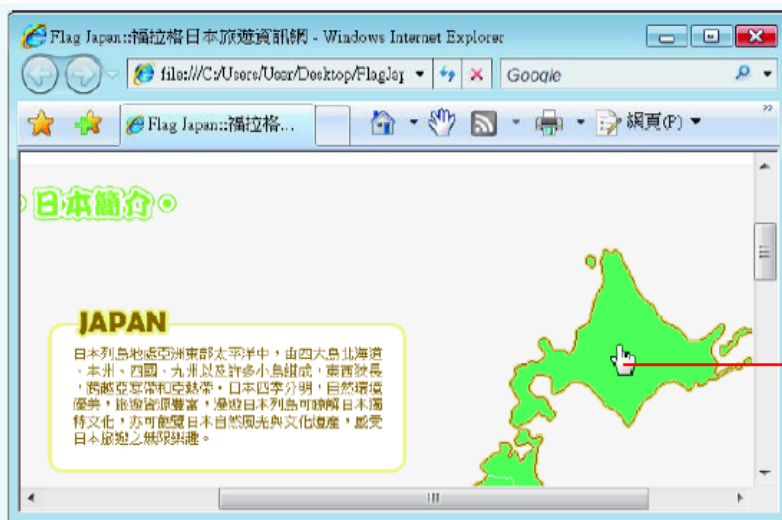 Flag Japan::福拉格日本旅遊資訊網 - Windows Internet Explorer
file:///C:/Users/User/Desktop/FlagJap
Google
Flag Japan::福拉格...
網頁(P)
日本簡介
JAPAN
日本列島地處亞洲東部太平洋中，由四大島北海道
、本州、四國、九州以及許多小島組成，東西狹長
，跨越亞寒帶和亞熱帶。日本四季分明，自然環境
優美，旅遊資源豐富，漫遊日本列島可瞭解日本獨
特文化，亦可飽覽日本自然風光與文化遺產，感受
日本旅遊之無限樂趣。